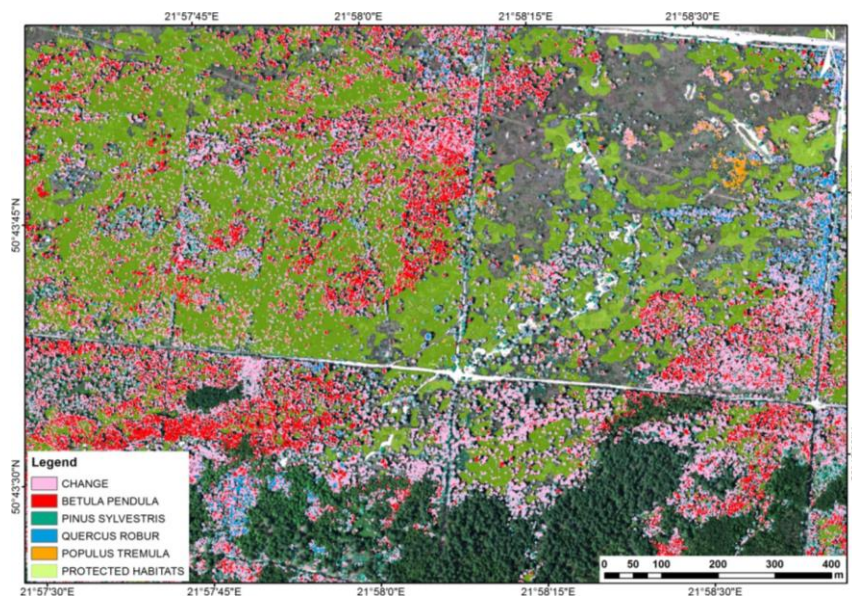 21°57'45"E 21°58'0"E 21°58'15"E 21°58'30"E
N
50°43'45"N
50°43'30"N
Legend
CHANGE
BETULA PENDULA
PINUS SYLVESTRIS
QUERCUS ROBUR
POPULUS TREMULA
PROTECTED HABITATS
0 50 100 200 300 400
m
21°57'30"E 21°57'45"E 21°58'0"E 21°58'15"E 21°58'30"E